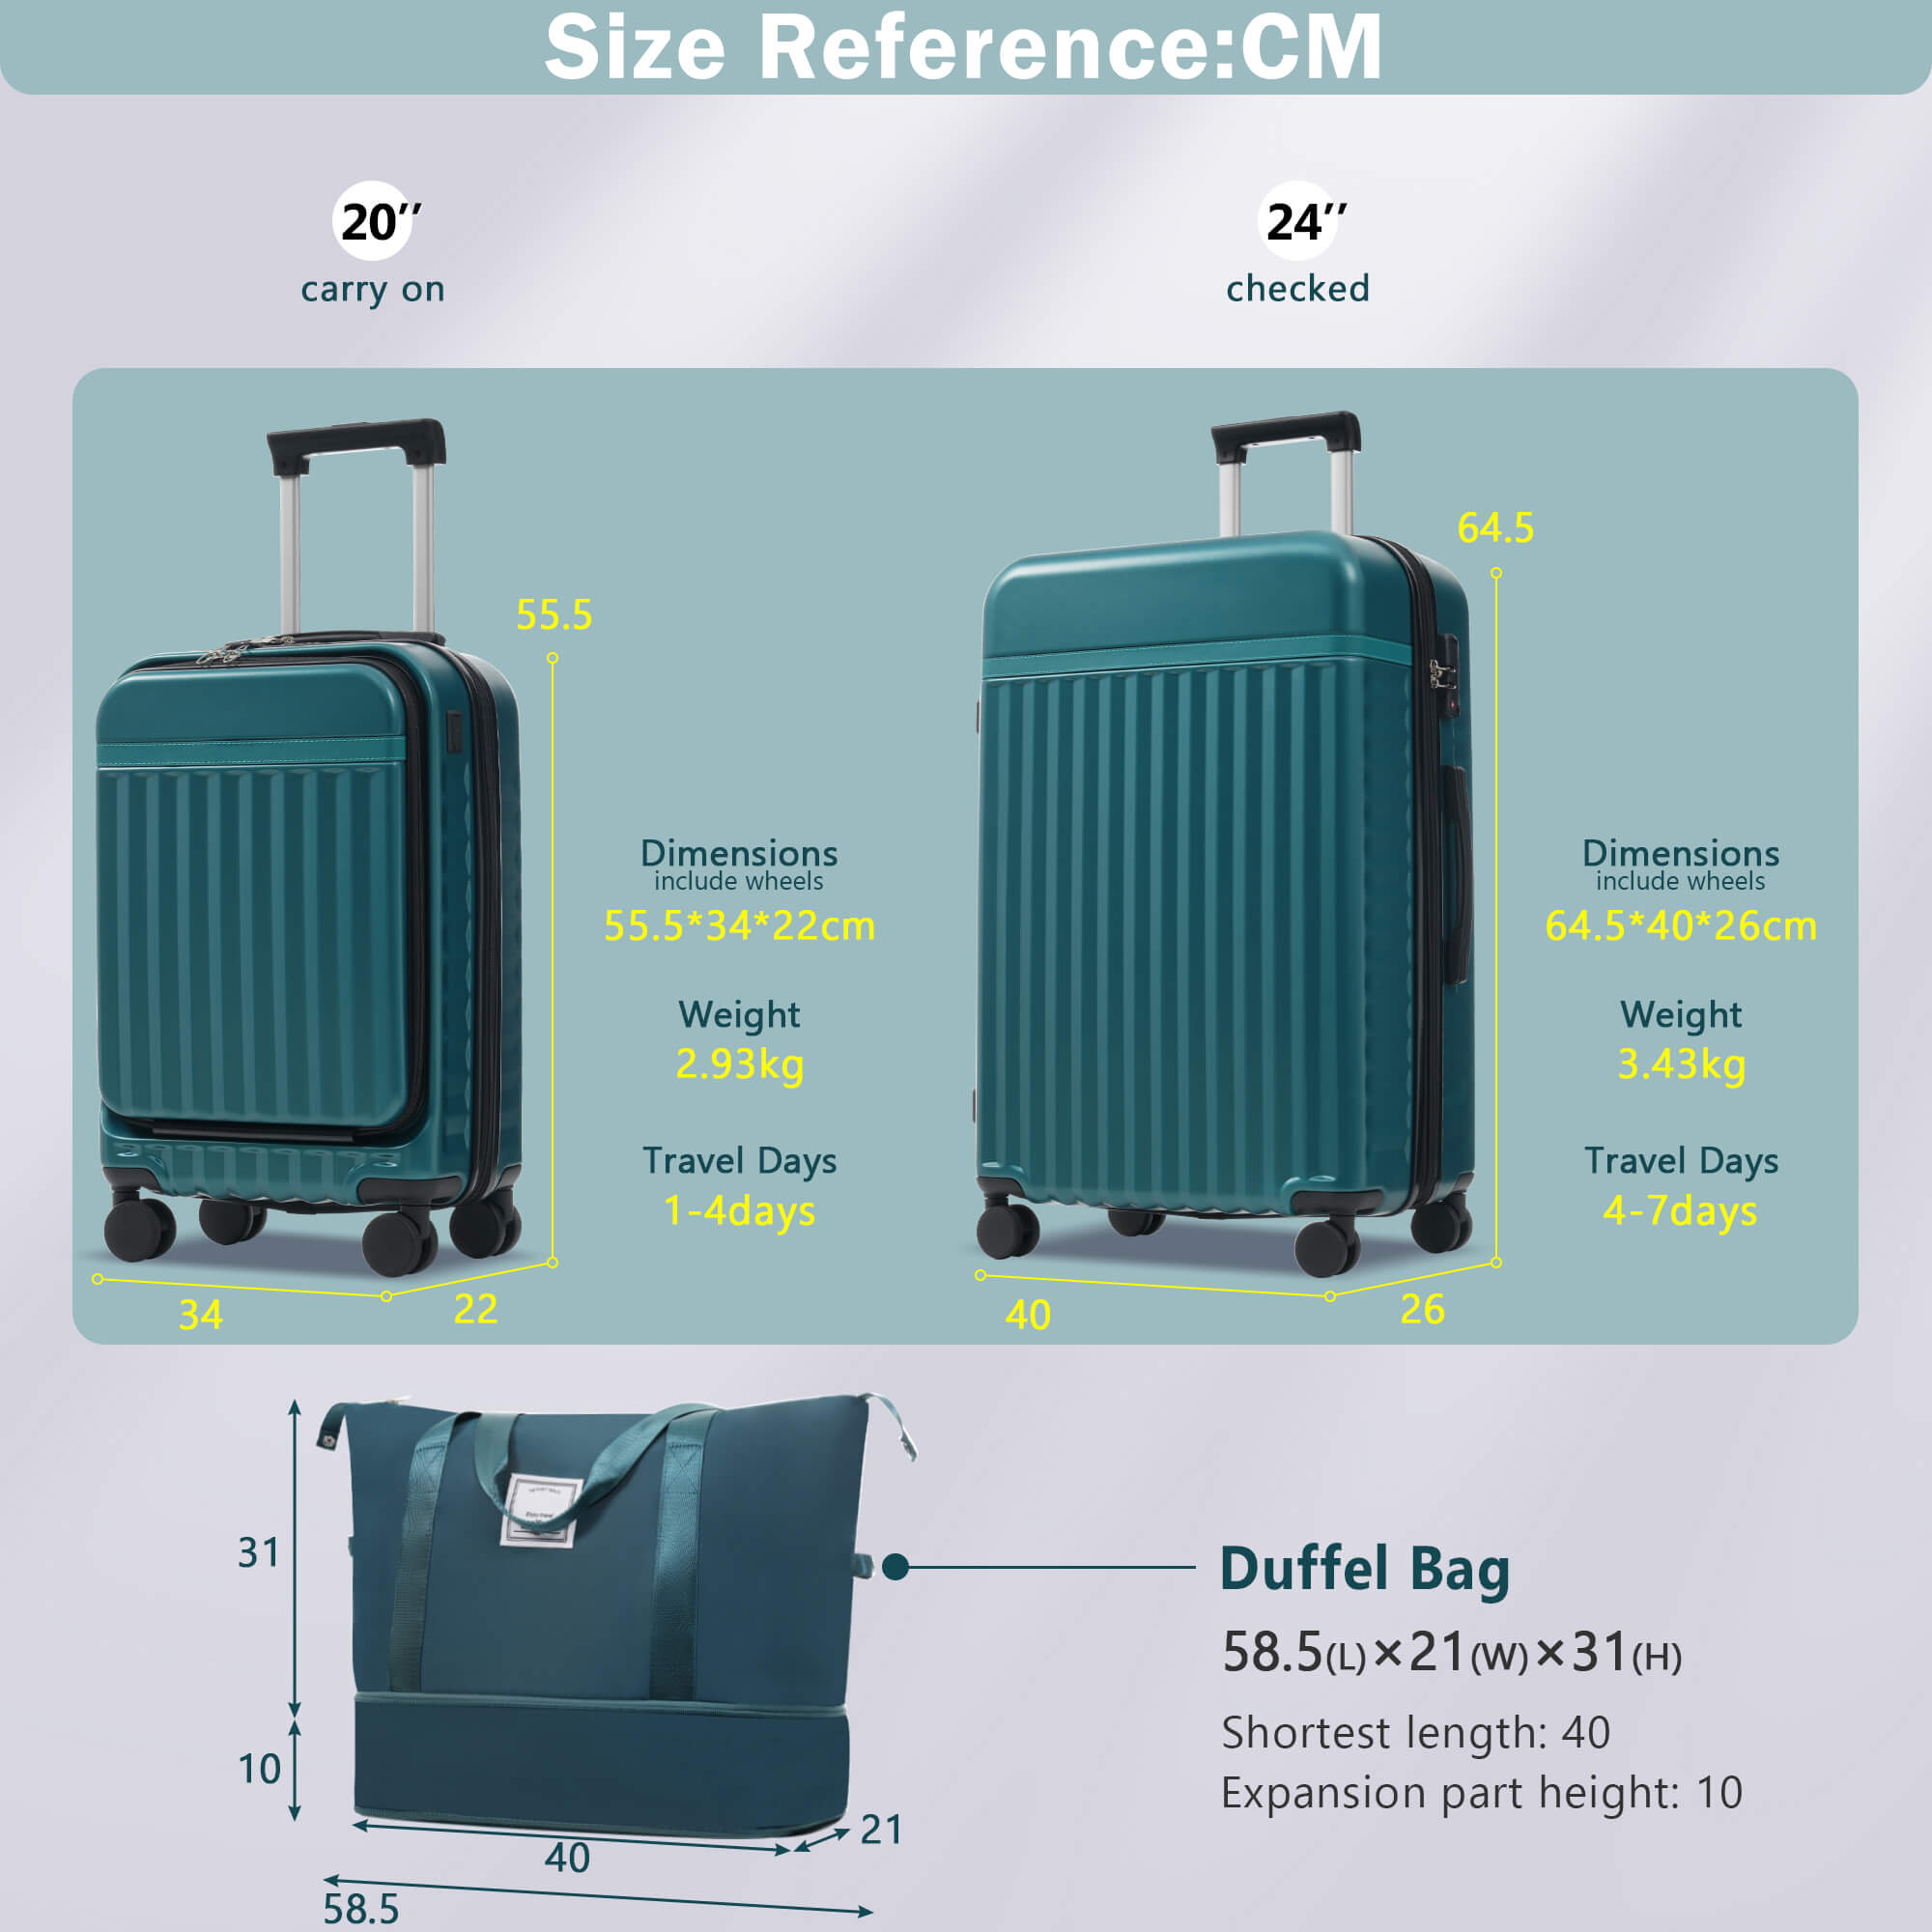 Size Reference:CM
20’’
carry on
24’’
checked
55.5
64.5
Dimensions
include wheels
55.5*34*22cm
Weight
2.93kg
Travel Days
1-4days
34
22
Dimensions
include wheels
64.5*40*26cm
Weight
3.43kg
Travel Days
4-7days
40
26
31
10
40
21
58.5
Duffel Bag
58.5(L)×21(W)×31(H)
Shortest length: 40
Expansion part height: 10